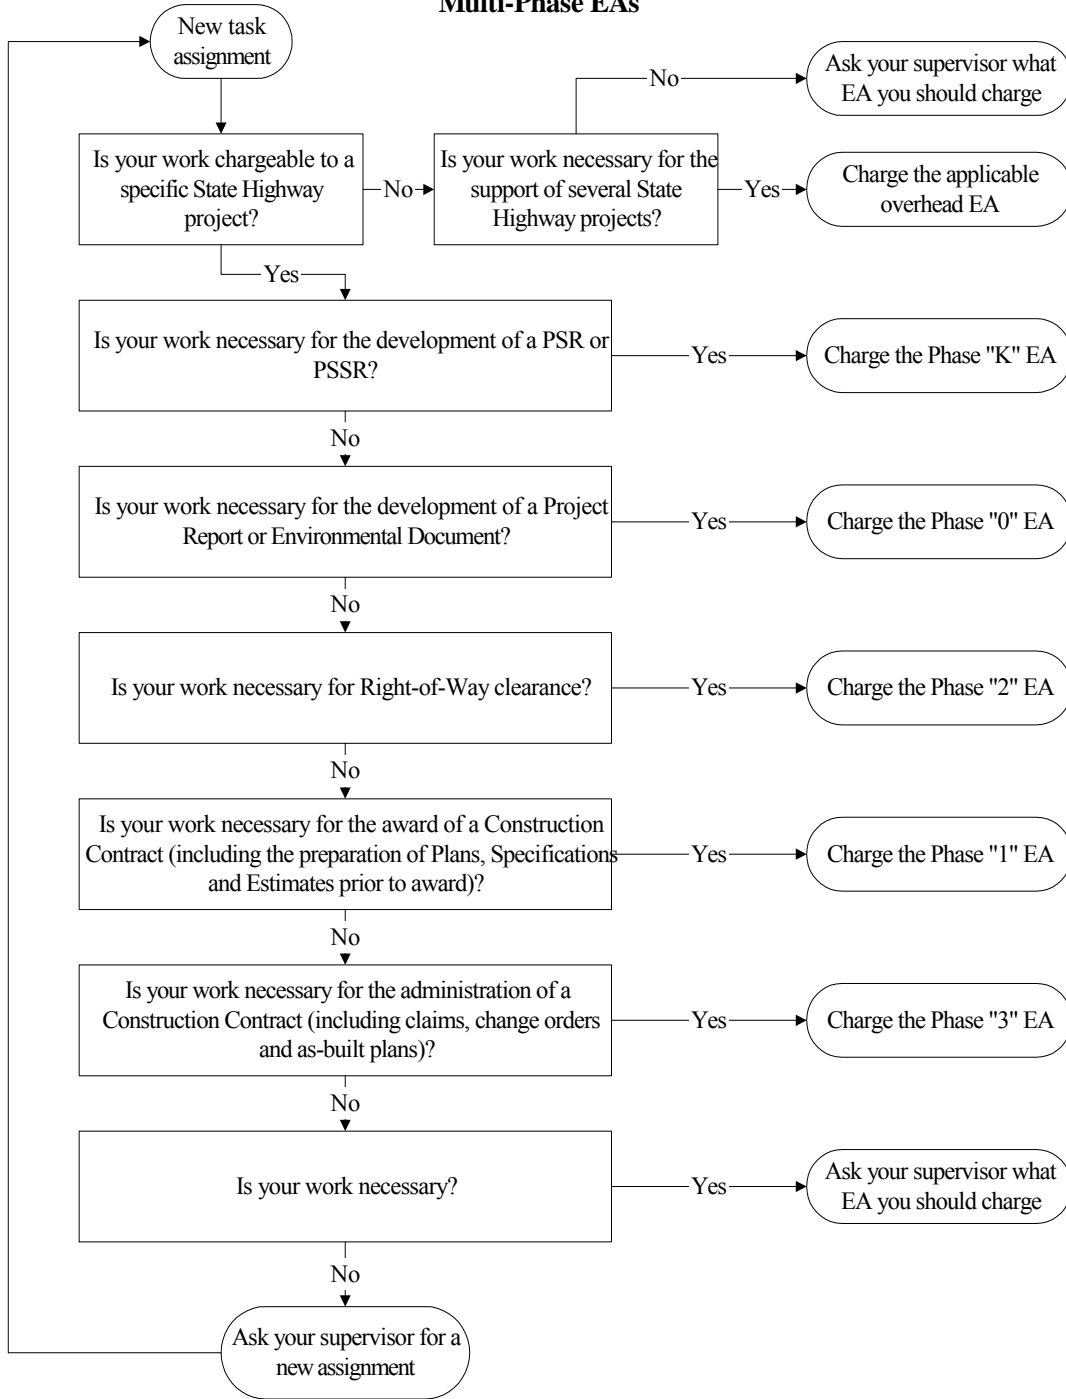 Multi-Phase EAs
New task
assignment
No
Ask your supervisor what
EA you should charge
Is your work chargeable to a
specific State Highway
project?
No
Is your work necessary for the
support of several State
Highway projects?
Yes
Charge the applicable
overhead EA
Yes
Is your work necessary for the development of a PSR or
PSSR?
Yes
Charge the Phase "K" EA
No
Is your work necessary for the development of a Project
Report or Environmental Document?
Yes
Charge the Phase "0" EA
No
Is your work necessary for Right-of-Way clearance?
Yes
Charge the Phase "2" EA
No
Is your work necessary for the award of a Construction
Contract (including the preparation of Plans, Specifications
and Estimates prior to award)?
Yes
Charge the Phase "1" EA
No
Is your work necessary for the administration of a
Construction Contract (including claims, change orders
and as-built plans)?
Yes
Charge the Phase "3" EA
No
Is your work necessary?
Yes
Ask your supervisor what
EA you should charge
No
Ask your supervisor for a
new assignment